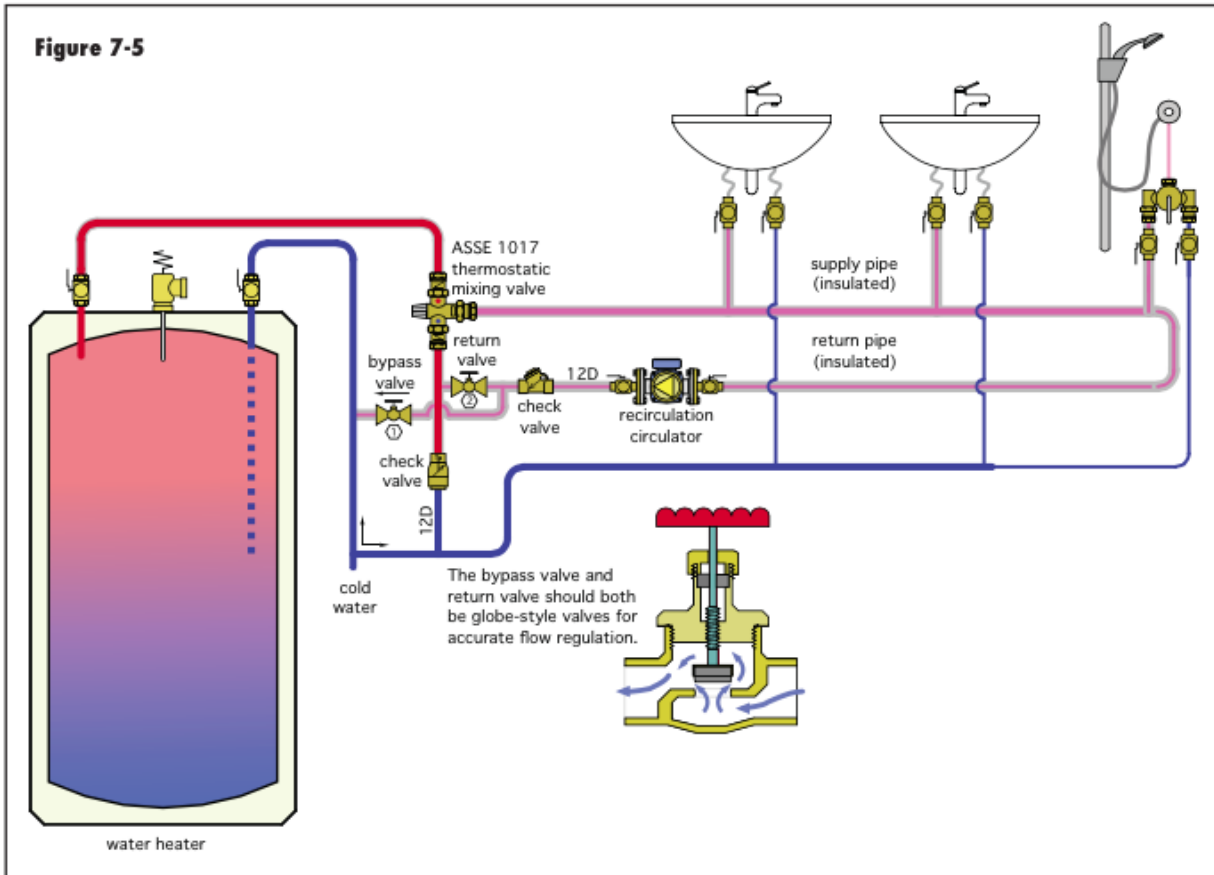 Figure 7-5
ASSE 1017
thermostatic
mixing valve
supply pipe
(insulated)
return
valve
return pipe
(insulated)
bypass
valve
12D
2
1
check
valve
recirculation
circulator
check
valve
12D
cold
water
The bypass valve and
return valve should both
be globe-style valves for
accurate flow regulation.
water heater